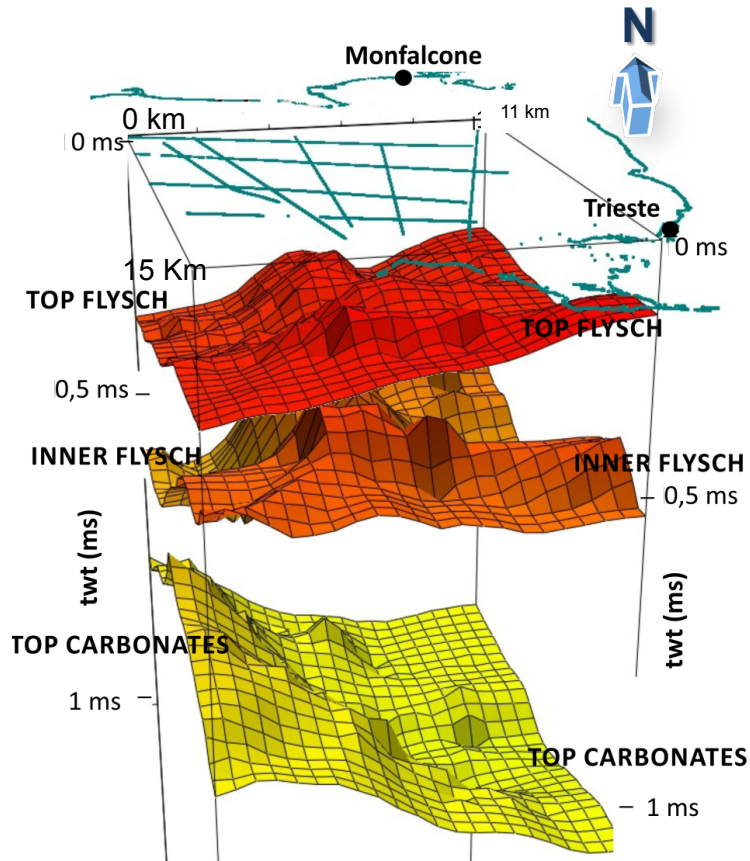 N
Monfalcone
0 km
11 km
0 ms
Trieste
0 ms
15 Km
TOP FLYSCH
TOP FLYSCH
0,5 ms
INNER FLYSCH
INNER FLYSCH
0,5 ms
twt (ms)
twt (ms)
TOP CARBONATES
1 ms
TOP CARBONATES
1 ms